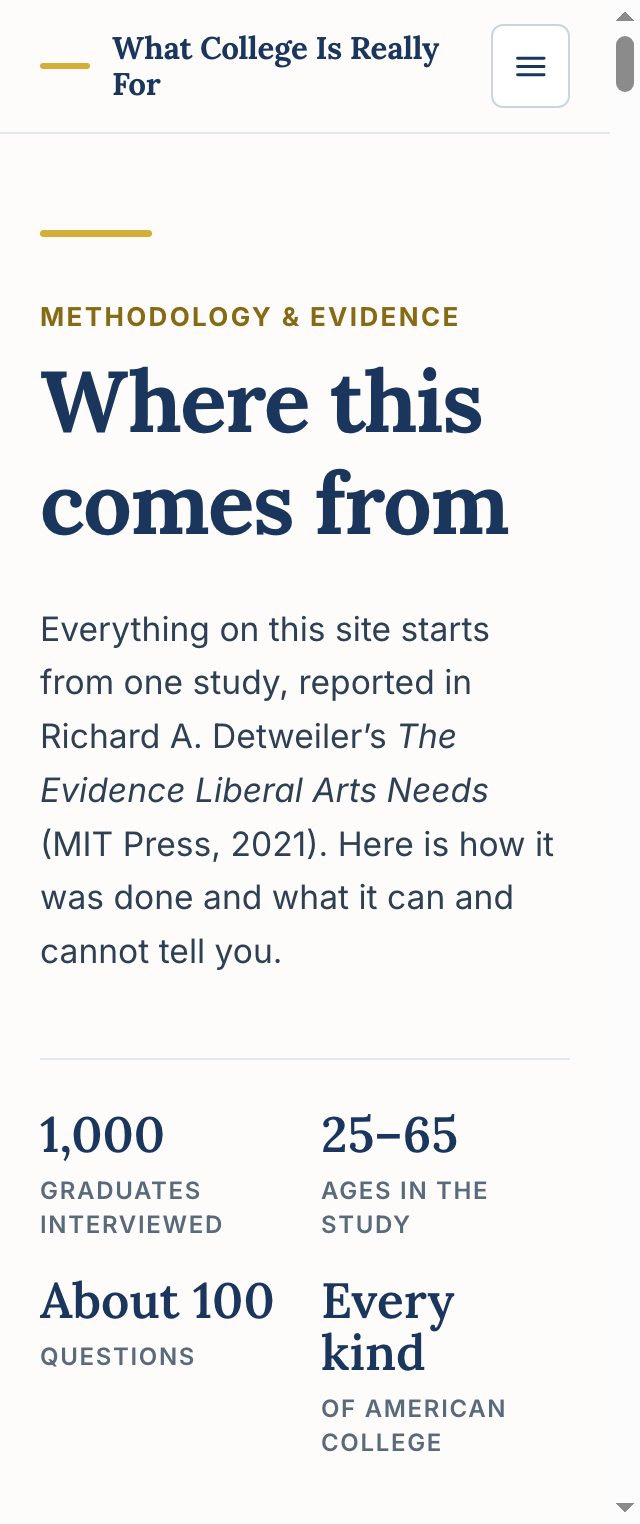 What College Is Really
For
METHODOLOGY & EVIDENCE
Where this
comes from
Everything on this site starts
from one study, reported in
Richard A. Detweiler’s The
Evidence Liberal Arts Needs
(MIT Press, 2021). Here is how it
was done and what it can and
cannot tell you.
1,000
GRADUATES
INTERVIEWED
25–65
AGES IN THE
STUDY
About 100
QUESTIONS
Every
kind
OF AMERICAN
COLLEGE